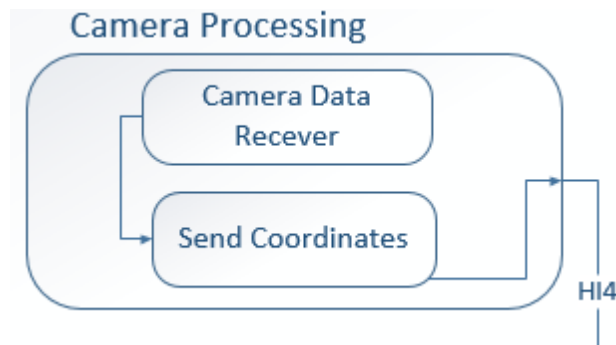 Camera Processing
Camera Data
Recever
Send Coordinates
HI4